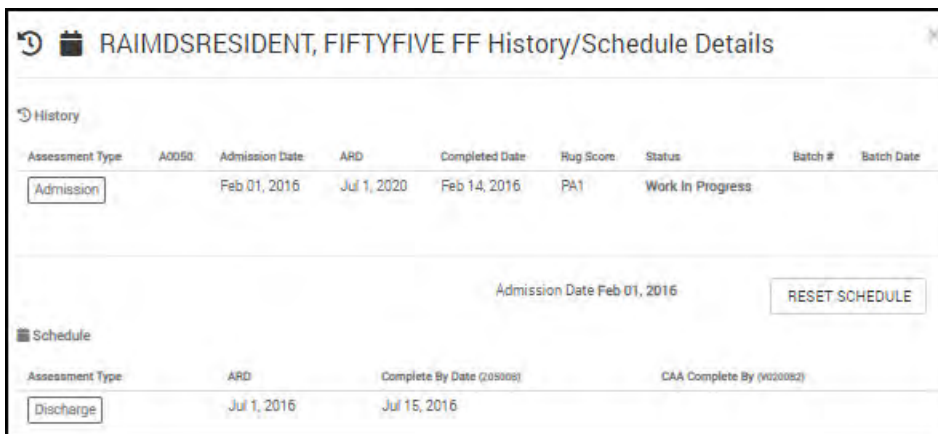 RAIMDSRESIDENT, FIFTYFIVE FF History/Schedule Details
History
Assessment Type A0050 Admission Date ARD Completed Date Rug Score Status Batch # Batch Date
Admission Feb 01, 2016 Jul 1, 2020 Feb 14, 2016 PA1 Work In Progress
Admission Date Feb 01, 2016 RESET SCHEDULE
Schedule
Assessment Type ARD Complete By Date (Z0500B) CAA Complete By (V0200B2)
Discharge Jul 1, 2016 Jul 15, 2016